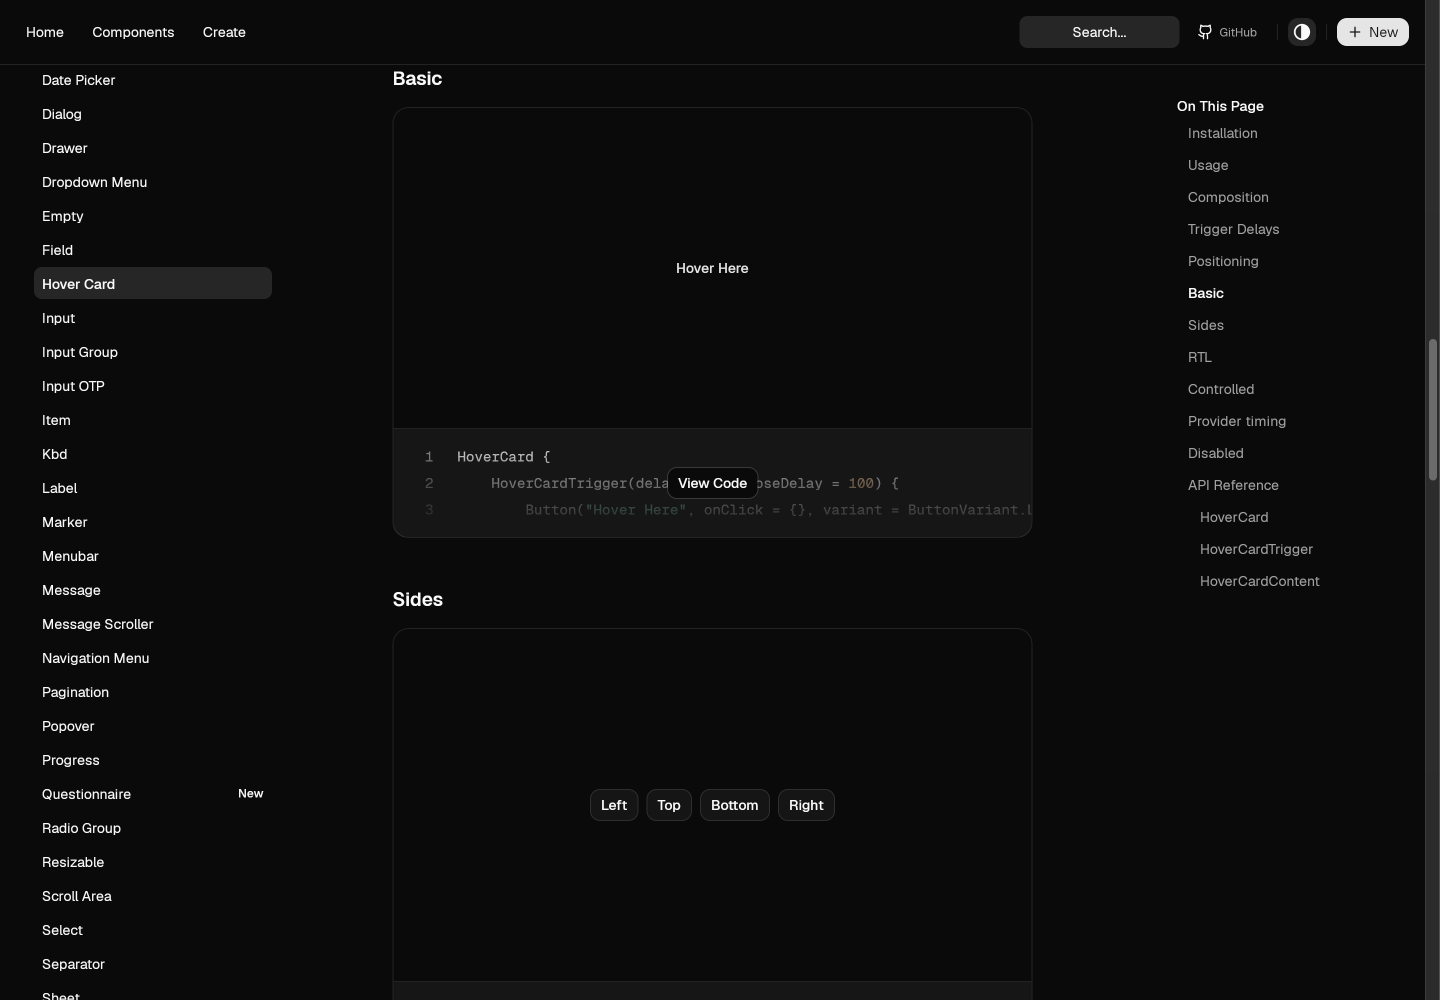 Home Components Create
Search... GitHub New
Date Picker
Dialog
Drawer
Dropdown Menu
Empty
Field
Hover Card
Input
Input Group
Input OTP
Item
Kbd
Label
Marker
Menubar
Message
Message Scroller
Navigation Menu
Pagination
Popover
Progress
Questionnaire New
Radio Group
Resizable
Scroll Area
Select
Separator
Sheet
Basic
Hover Here
1 HoverCard {
2 HoverCardTrigger(dela View Code oseDelay = 100) {
3 Button("Hover Here", onClick = {}, variant = ButtonVariant.L
Sides
Left Top Bottom Right
On This Page
Installation
Usage
Composition
Trigger Delays
Positioning
Basic
Sides
RTL
Controlled
Provider timing
Disabled
API Reference
HoverCard
HoverCardTrigger
HoverCardContent